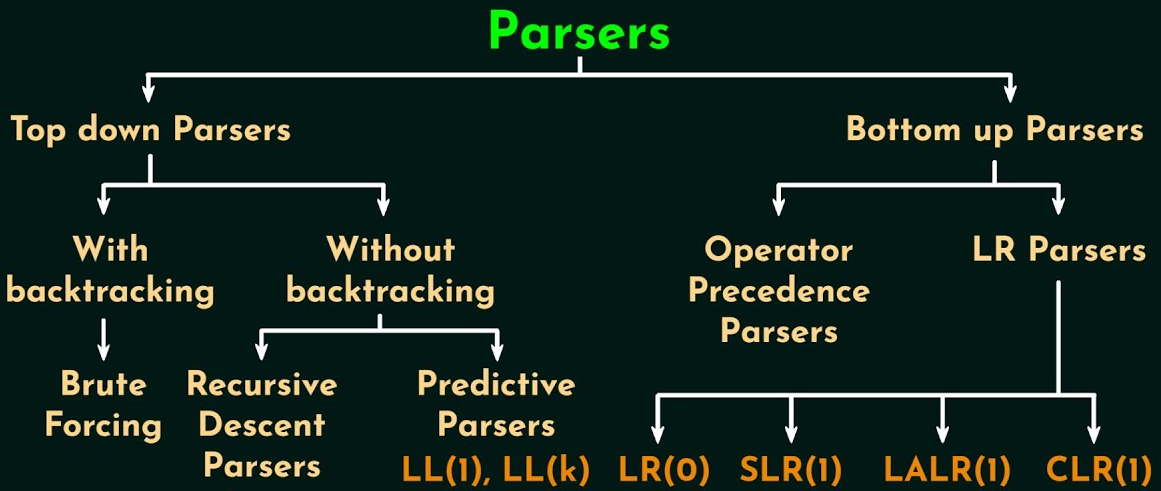 Parsers
Top down Parsers
Bottom up Parsers
With
backtracking
Without
backtracking
Operator
Precedence
Parsers
LR Parsers
Brute
Forcing
Recursive
Descent
Parsers
Predictive
Parsers
LL(1), LL(k)
LR(0)
SLR(1)
LALR(1)
CLR(1)